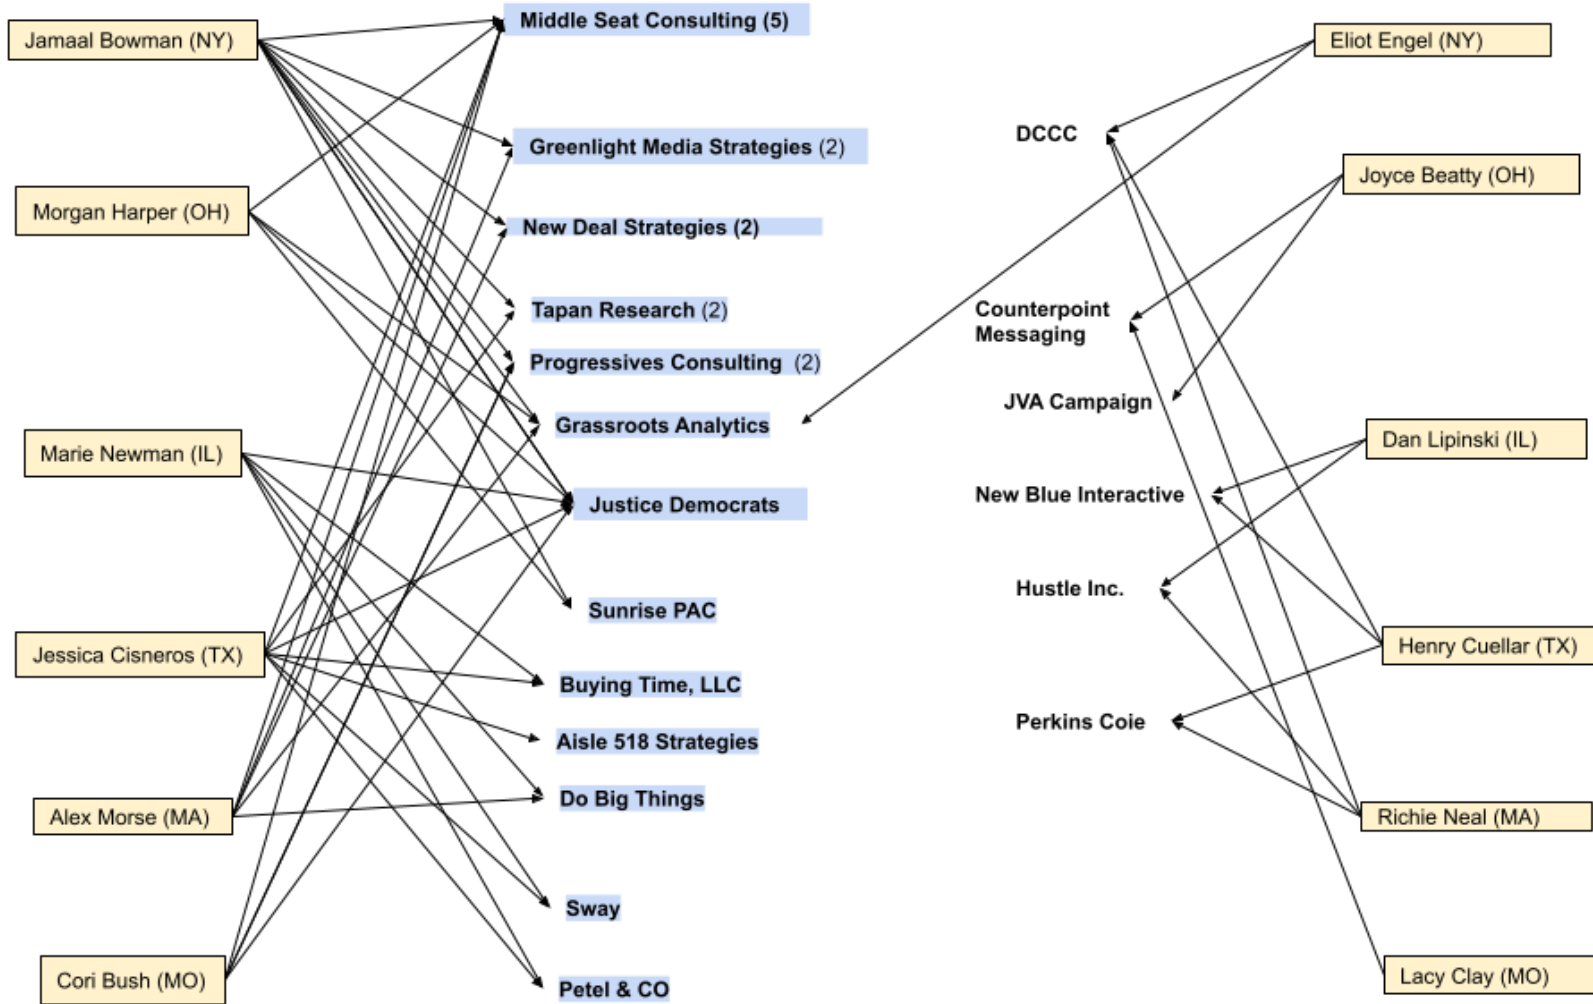 Jamaal Bowman (NY)
Morgan Harper (OH)
Marie Newman (IL)
Jessica Cisneros (TX)
Alex Morse (MA)
Cori Bush (MO)
Middle Seat Consulting (5)
Greenlight Media Strategies (2)
New Deal Strategies (2)
Tapan Research (2)
Progressives Consulting (2)
Grassroots Analytics
Justice Democrats
Sunrise PAC
Buying Time, LLC
Aisle 518 Strategies
Do Big Things
Sway
Petel & CO
DCCC
Counterpoint
Messaging
JVA Campaign
New Blue Interactive
Hustle Inc.
Perkins Coie
Eliot Engel (NY)
Joyce Beatty (OH)
Dan Lipinski (IL)
Henry Cuellar (TX)
Richie Neal (MA)
Lacy Clay (MO)